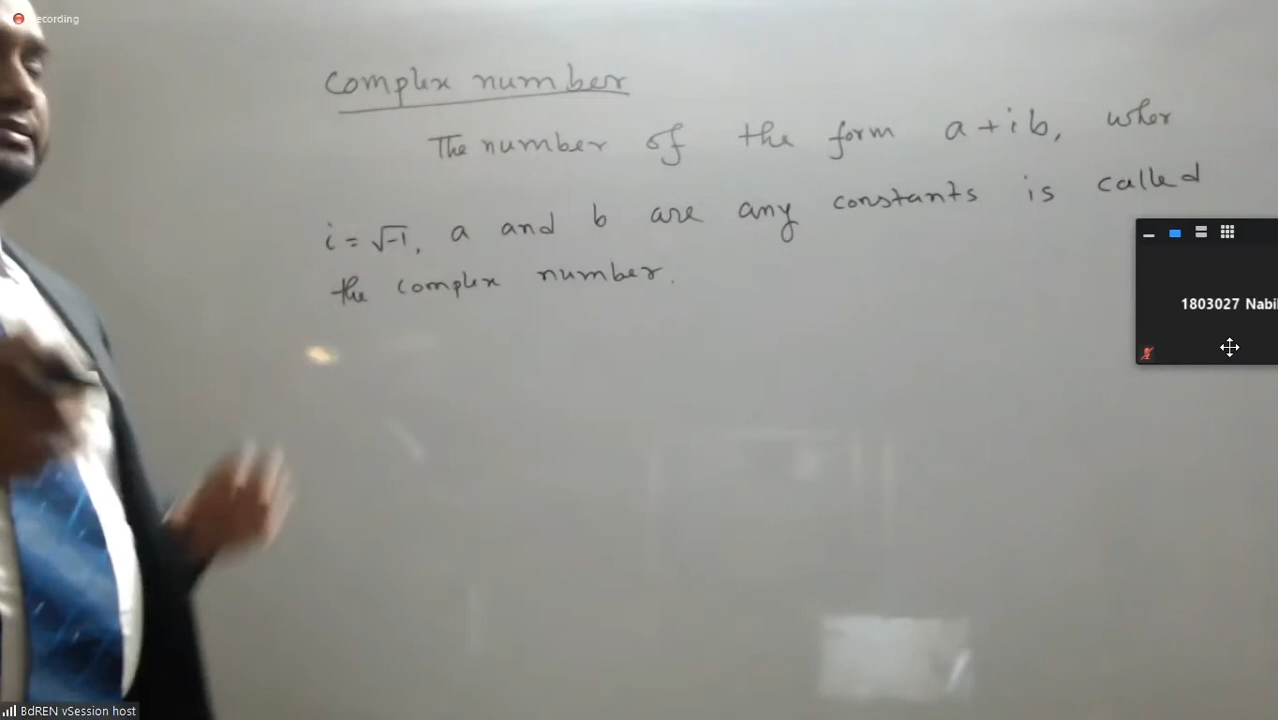 Recording
Complex number
The number of the form a + i b, wher
i = √-1, a and b are any constants is called
the complex number.
1803027 Nabil
BdREN vSession host